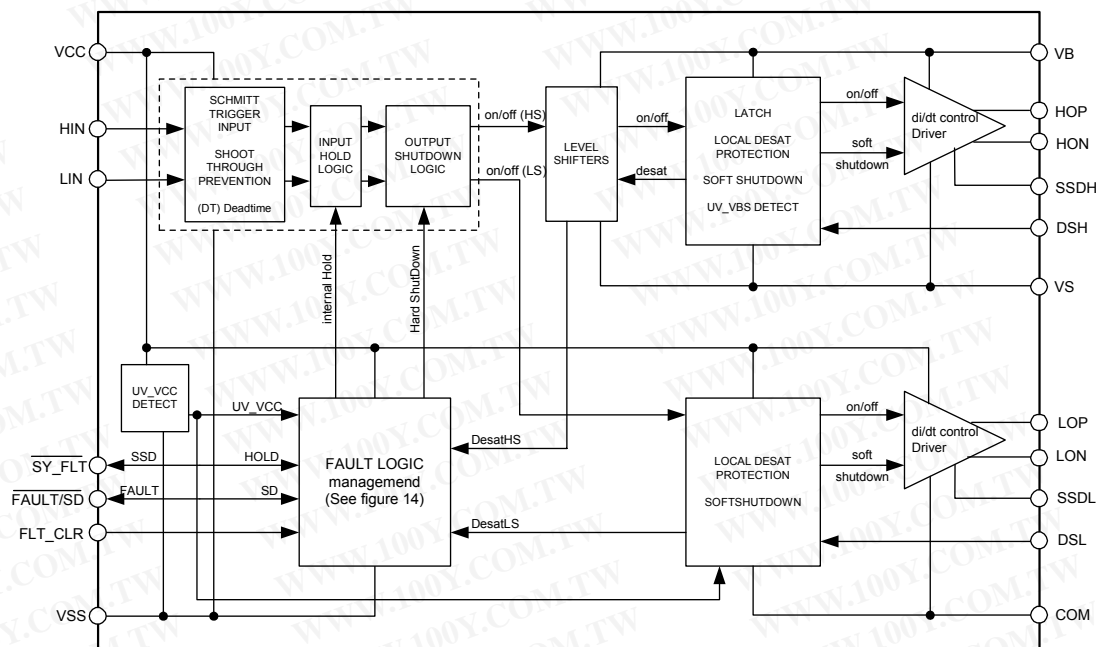 VCC
HIN
LIN
SCHMITT
TRIGGER
INPUT
SHOOT
THROUGH
PREVENTION
(DT) Deadtime
INPUT
HOLD
LOGIC
OUTPUT
SHUTDOWN
LOGIC
on/off (HS)
on/off (LS)
LEVEL
SHIFTERS
on/off
desat
LATCH
LOCAL DESAT
PROTECTION
SOFT SHUTDOWN
UV_VBS DETECT
on/off
soft
shutdown
di/dt control
Driver
VB
HOP
HON
SSDH
DSH
VS
internal Hold
Hard ShutDown
UV_VCC
DETECT
UV_VCC
SY_FLT
SSD
HOLD
FAULT/SD
FAULT
SD
FLT_CLR
VSS
FAULT LOGIC
managemend
(See figure 14)
DesatHS
DesatLS
LOCAL DESAT
PROTECTION
SOFTSHUTDOWN
on/off
soft
shutdown
di/dt control
Driver
LOP
LON
SSDL
DSL
COM
WWW.100Y.COM.TW